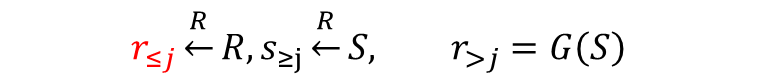 r≤j ←R R, s≥j ←R S, r>j = G(S)